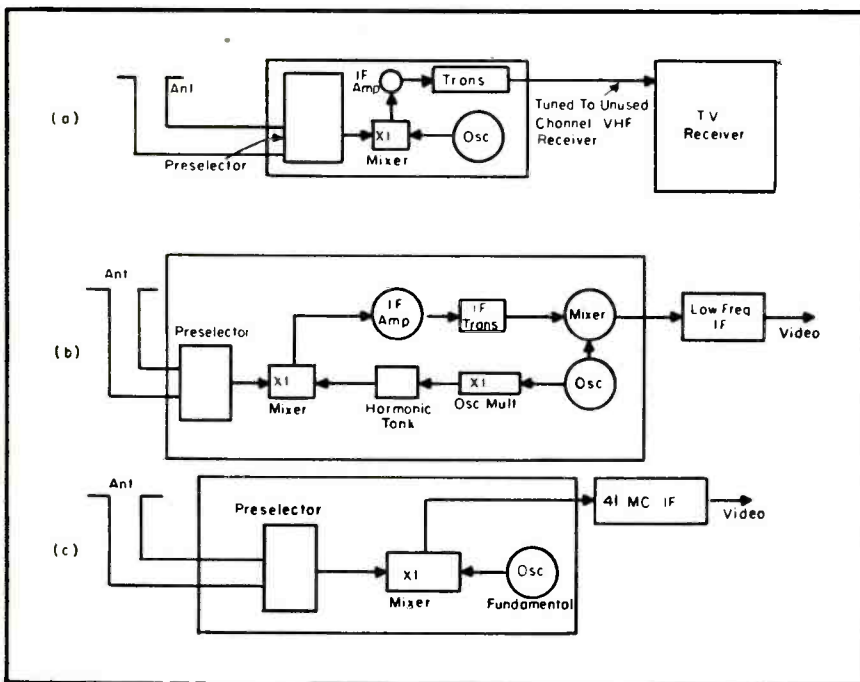 (a)
Ant
Preselector
IF
Amp
Trans
X1
Mixer
Osc
Tuned To Unused
Channel VHF
Receiver
TV
Receiver
(b)
Ant
Preselector
X1
Mixer
IF
Amp
IF
Trans
Mixer
Hormonic
Tonk
X1
Osc Mult
Osc
Low Freq
IF
Video
(c)
Ant
Preselector
X1
Mixer
Osc
Fundamental
41 MC IF
Video